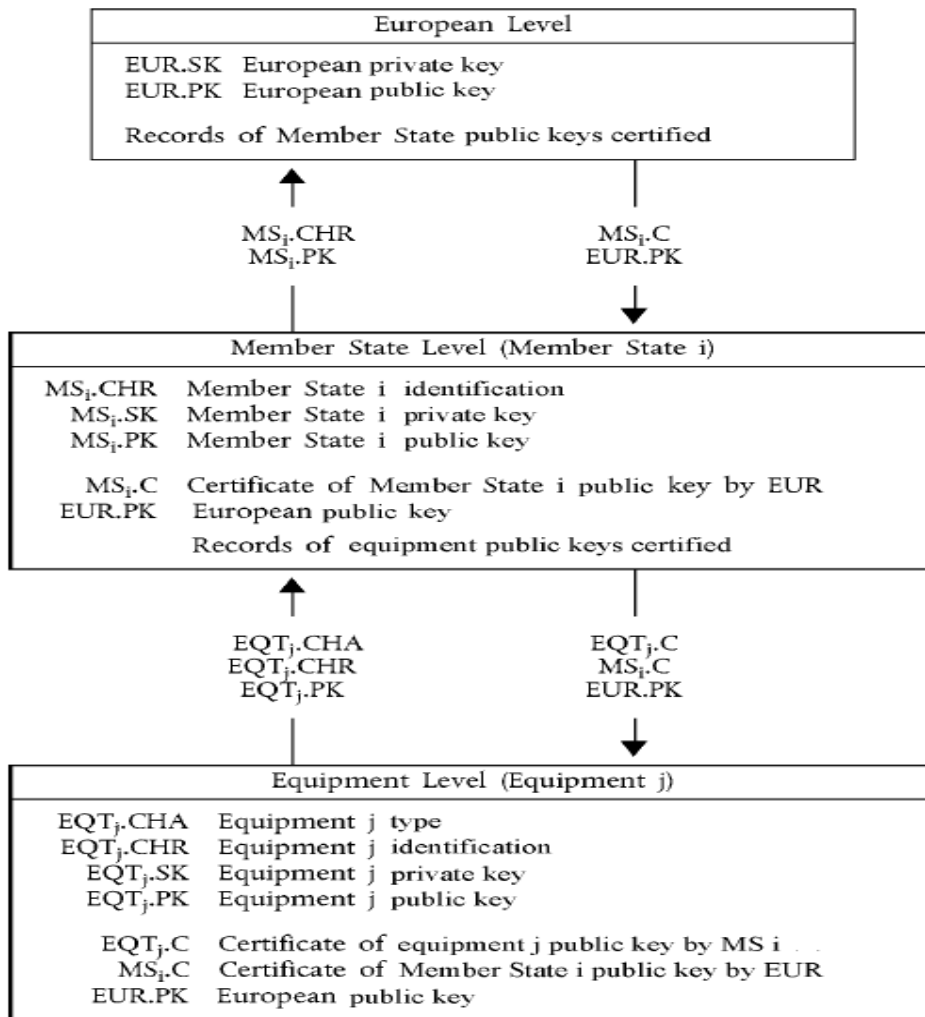 European Level
EUR.SK European private key
EUR.PK European public key
Records of Member State public keys certified
MSi.CHR
MSi.PK
MSi.C
EUR.PK
Member State Level (Member State i)
MSi.CHR Member State i identification
MSi.SK Member State i private key
MSi.PK Member State i public key
MSi.C Certificate of Member State i public key by EUR
EUR.PK European public key
Records of equipment public keys certified
EQTj.CHA
EQTj.CHR
EQTj.PK
EQTj.C
MSi.C
EUR.PK
Equipment Level (Equipment j)
EQTj.CHA Equipment j type
EQTj.CHR Equipment j identification
EQTj.SK Equipment j private key
EQTj.PK Equipment j public key
EQTj.C Certificate of equipment j public key by MS i
MSi.C Certificate of Member State i public key by EUR
EUR.PK European public key